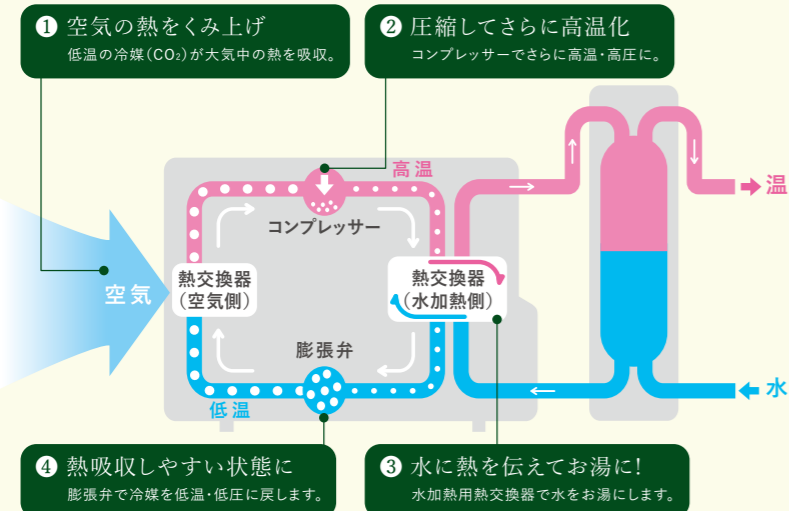 ❶ 空気の熱をくみ上げ
低温の冷媒(CO₂)が大気中の熱を吸収。
❷ 圧縮してさらに高温化
コンプレッサーでさらに高温・高圧に。
高温
コンプレッサー
温
空気
熱交換器
(空気側)
熱交換器
(水加熱側)
膨張弁
低温
水
❹ 熱吸収しやすい状態に
膨張弁で冷媒を低温・低圧に戻します。
❸ 水に熱を伝えてお湯に!
水加熱用熱交換器で水をお湯にします。